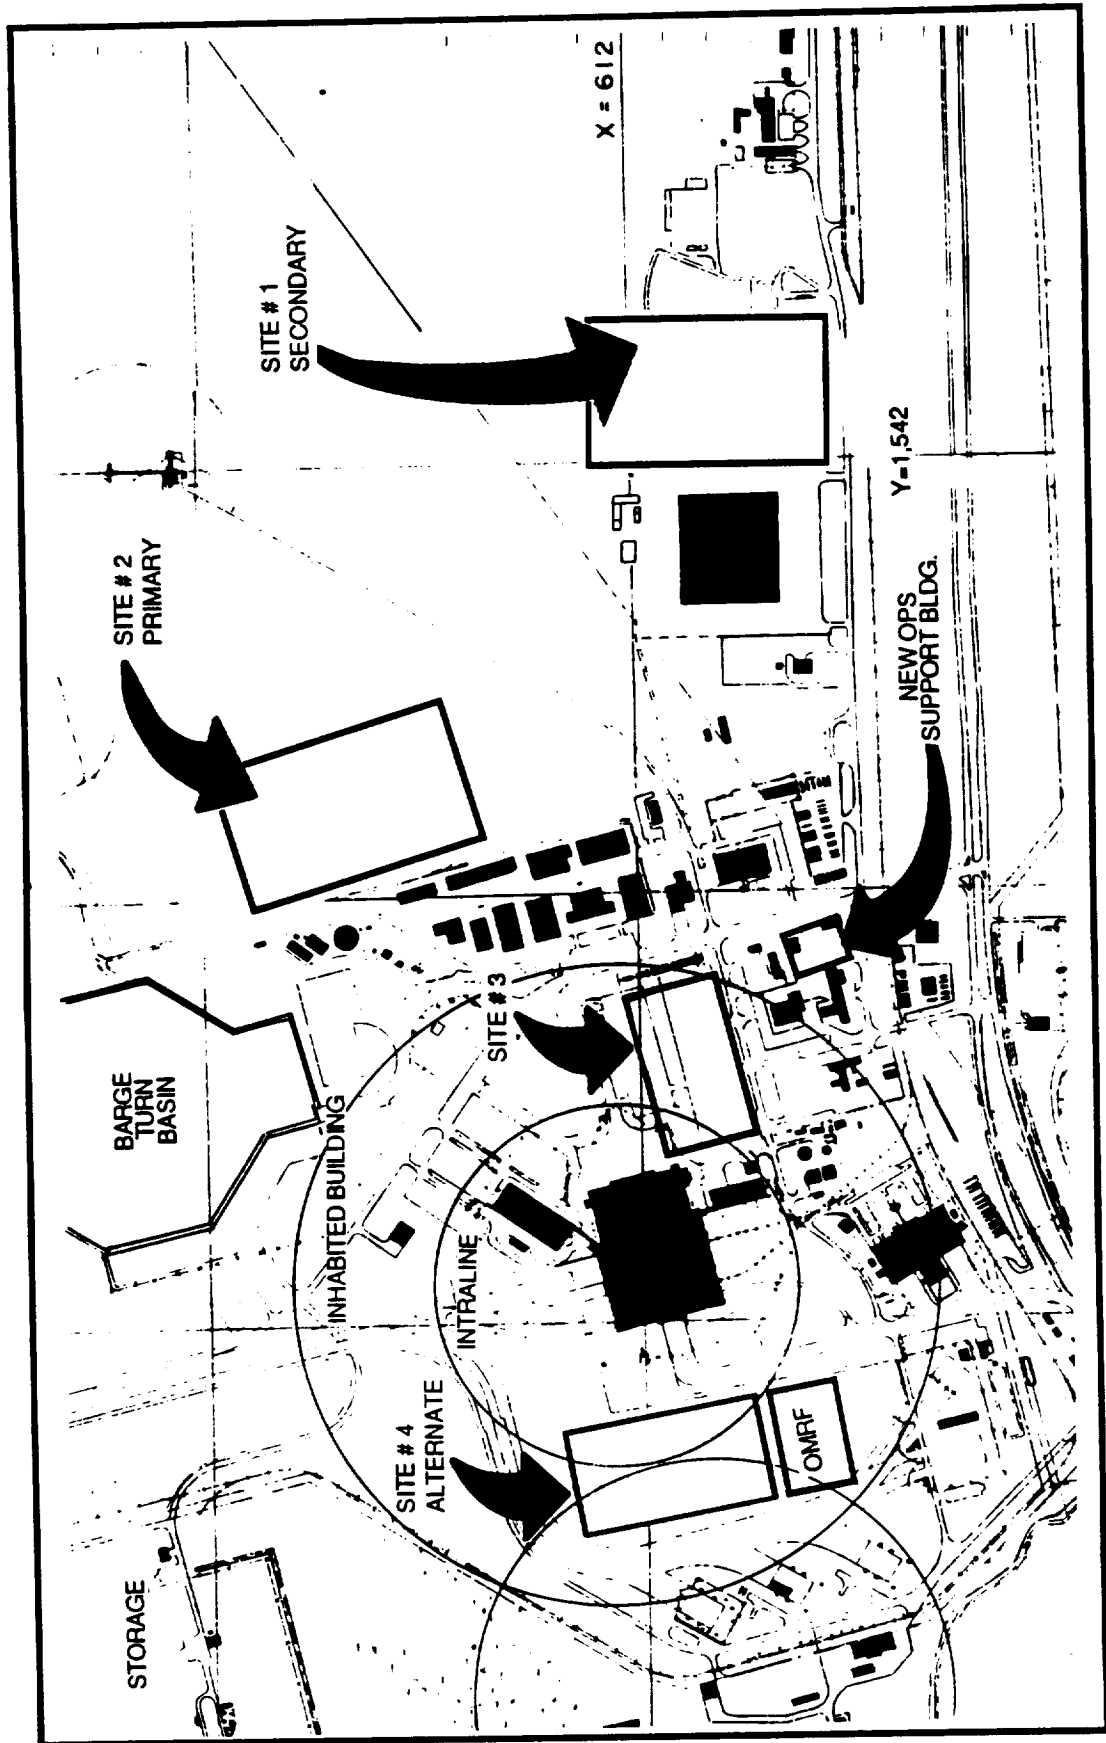 STORAGE
BARGE
TURN
BASIN
SITE # 2
PRIMARY
SITE # 1
SECONDARY
INHABITED BUILDING
SITE # 4
ALTERNATE
INTRALINE
SITE #3
X = 612
OMRF
NEW OPS
SUPPORT BLDG.
Y=1,542